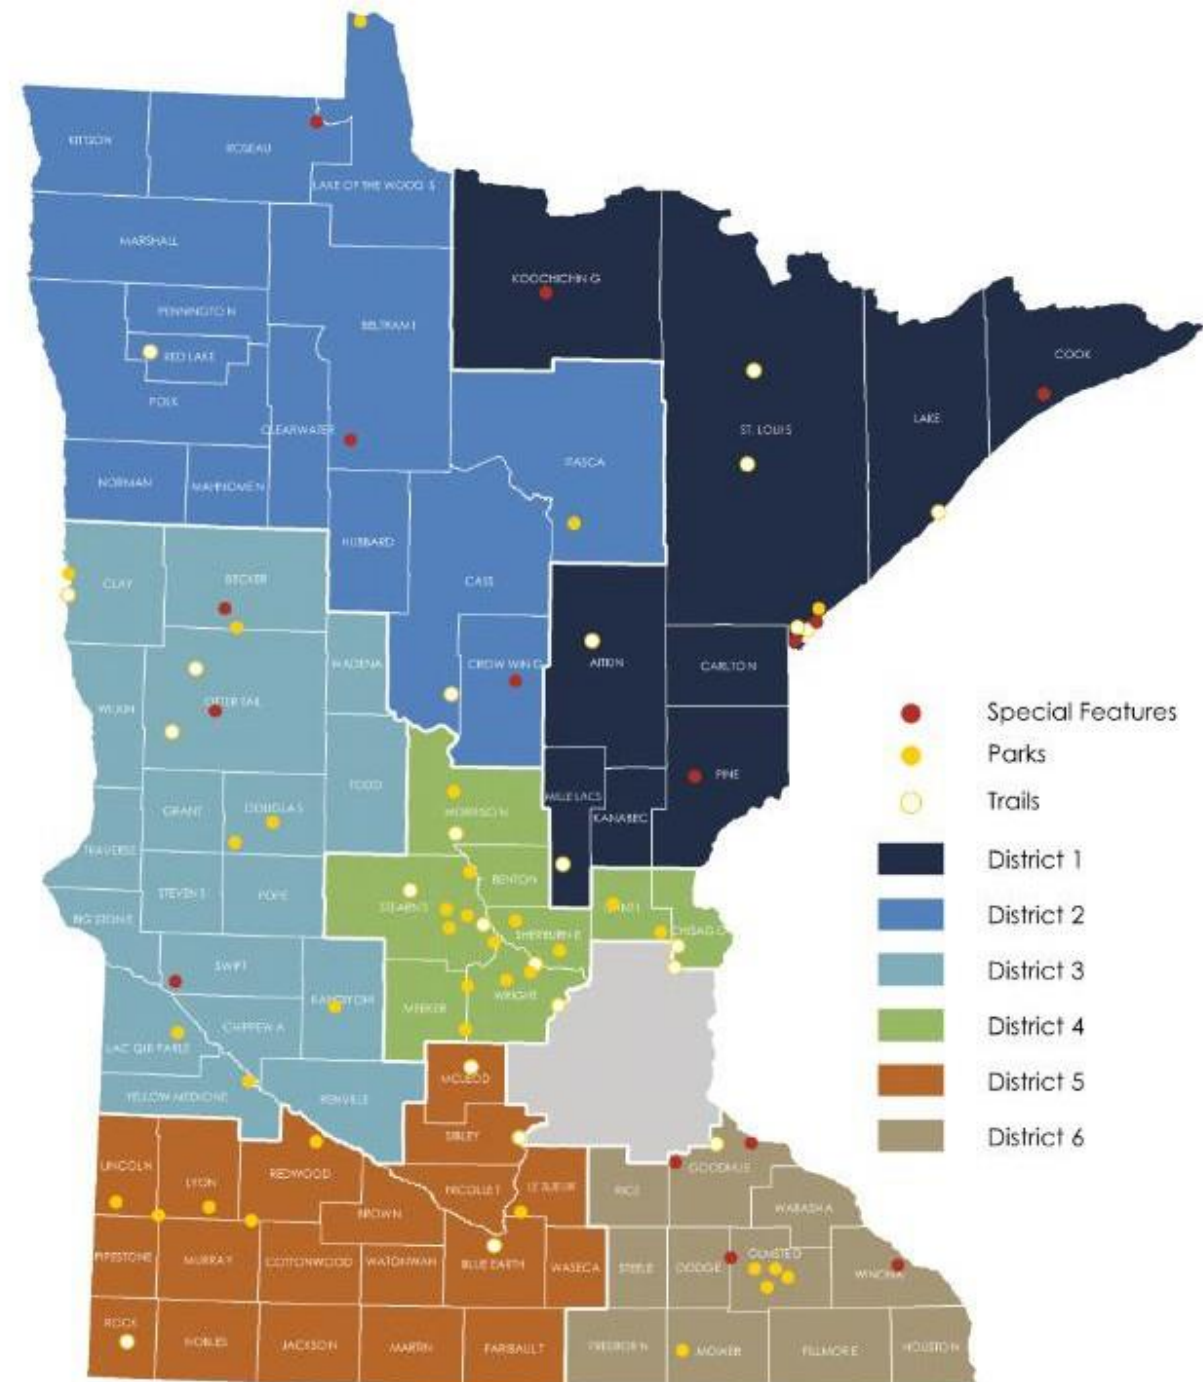 KITTSON
ROSEAU
LAKE OF THE WOODS
MARSHALL
KOOCHICHING
PENNINGTON
BELTRAMI
RED LAKE
COOK
POLK
LAKE
CLEARWATER
ST. LOUIS
ITASCA
NORMAN
MAHNOMEN
HUBBARD
CASS
CLAY
BECKER
WADENA
CROW WING
AITKIN
CARLTON
WILKIN
OTTER TAIL
Special Features
Parks
Trails
PINE
TODD
MILLE LACS
KANABEC
GRANT
DOUGLAS
MORRISON
TRAVERSE
STEVENS
POPE
BENTON
STEARNS
BIG STONE
SHERBURNE
ISANTI
CHISAGO
SWIFT
KANDIYOHI
MEEKER
WRIGHT
CHIPPEWA
LAC QUI PARLE
YELLOW MEDICINE
RENVILLE
MCLEOD
SIBLEY
District 1
District 2
District 3
District 4
District 5
District 6
LINCOLN
LYON
REDWOOD
NICOLLET
LE SUEUR
RICE
GOODHUE
BROWN
WABASHA
PIPESTONE
MURRAY
COTTONWOOD
WATONWAN
BLUE EARTH
WASECA
STEELE
DODGE
OLMSTED
WINONA
ROCK
NOBLES
JACKSON
MARTIN
FARIBAULT
FREEBORN
MOWER
FILLMORE
HOUSTON